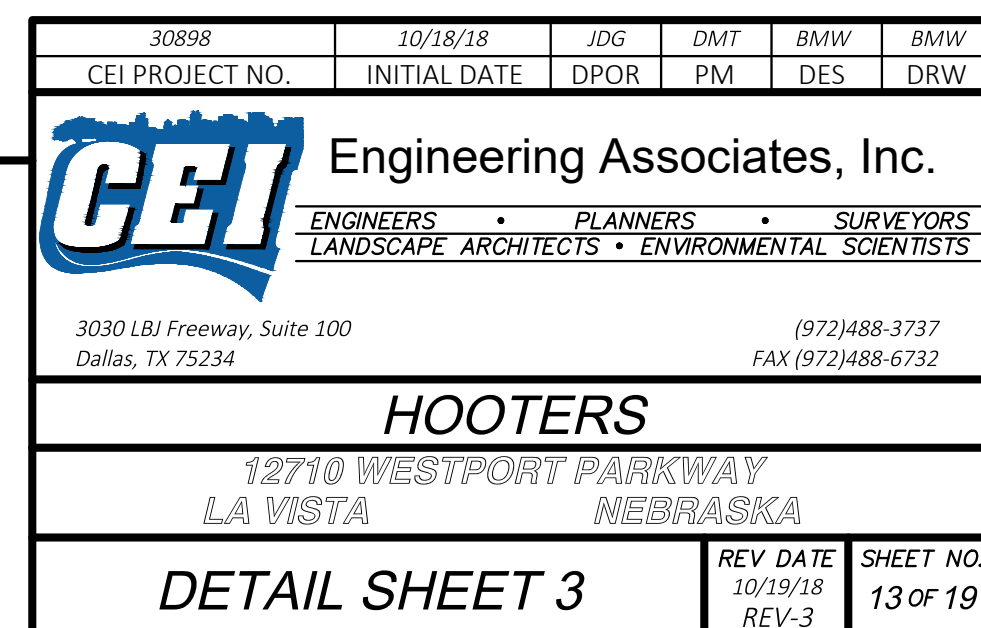 30898 10/18/18 JDG DMT BMW BMW
CEI PROJECT NO. INITIAL DATE DPOR PM DES DRW
CEI Engineering Associates, Inc.
ENGINEERS • PLANNERS • SURVEYORS
LANDSCAPE ARCHITECTS • ENVIRONMENTAL SCIENTISTS
3030 LBJ Freeway, Suite 100 (972)488-3737
Dallas, TX 75234 FAX (972)488-6732
HOOTERS
12710 WESTPORT PARKWAY
LA VISTA NEBRASKA
DETAIL SHEET 3
REV DATE
10/19/18
REV-3
SHEET NO.
13 OF 19